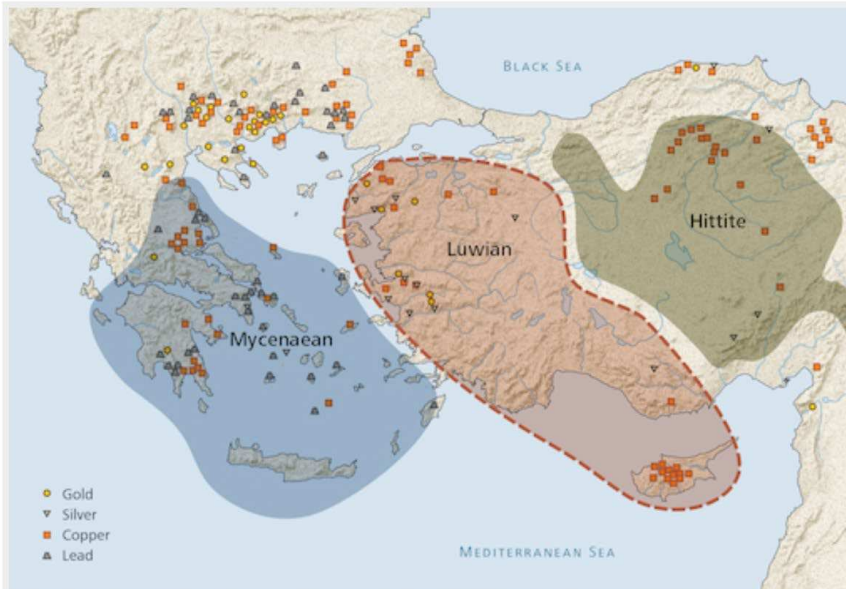 BLACK SEA
Hittite
Luwian
Mycenaean
Gold
Silver
Copper
Lead
MEDITERRANEAN SEA